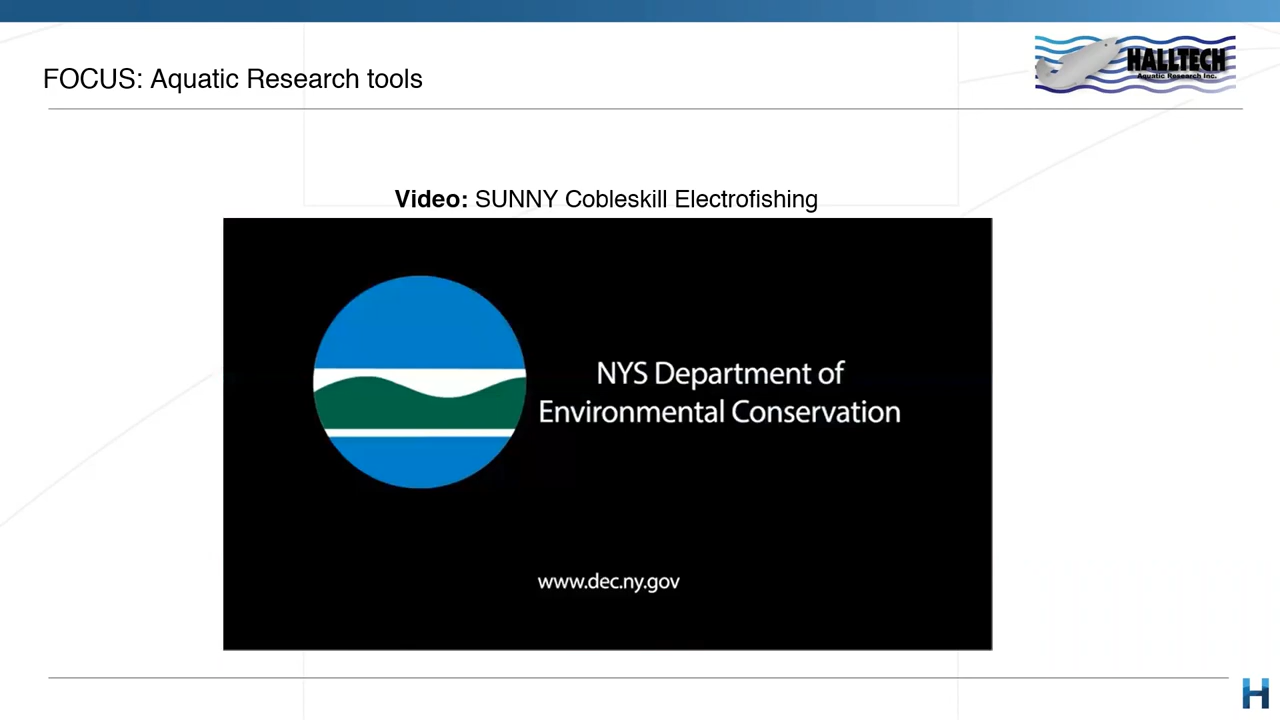 FOCUS: Aquatic Research tools
HALLTECH
Aquatic Research Inc.
Video: SUNNY Cobleskill Electrofishing
NYS Department of
Environmental Conservation
www.dec.ny.gov
H